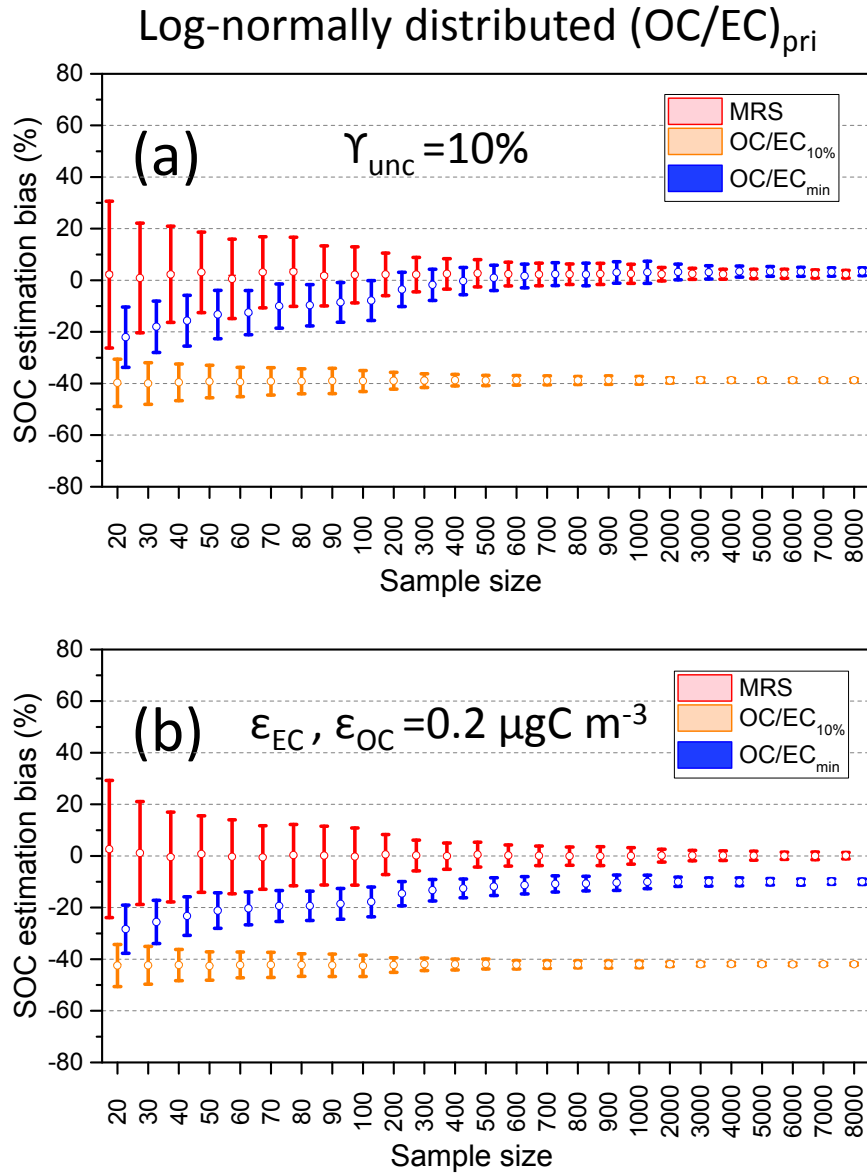 Log-normally distributed (OC/EC)pri
(a)
ϒunc =10%
MRS
OC/EC10%
OC/ECmin
SOC estimation bias (%)
80
60
40
20
0
-20
-40
-60
-80
20 30 40 50 60 70 80 90 100 200 300 400 500 600 700 800 900 1000 2000 3000 4000 5000 6000 7000 8000
Sample size
(b)
εEC , εOC =0.2 µgC m-3
MRS
OC/EC10%
OC/ECmin
SOC estimation bias (%)
80
60
40
20
0
-20
-40
-60
-80
20 30 40 50 60 70 80 90 100 200 300 400 500 600 700 800 900 1000 2000 3000 4000 5000 6000 7000 8000
Sample size